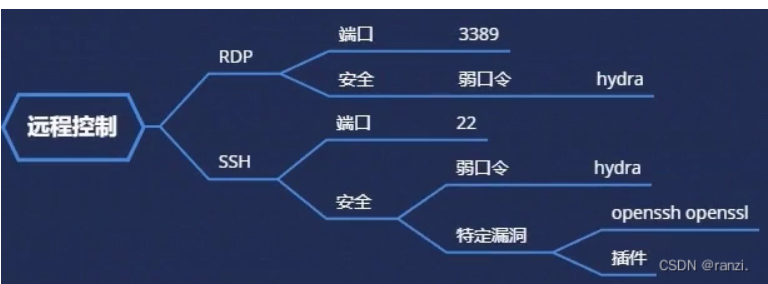 端口 3389
RDP
安全 弱口令 hydra
远程控制
端口 22
SSH
弱口令 hydra
安全
openssh openssl
特定漏洞
插件
CSDN @ranzi.